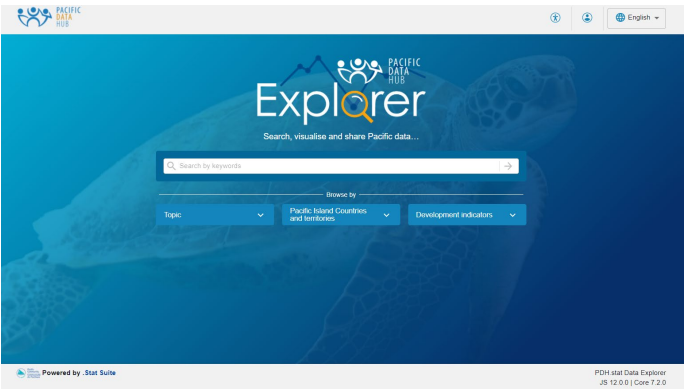 PACIFIC
DATA
HUB
English
PACIFIC
DATA
HUB
Explorer
Search, visualise and share Pacific data...
Search by keywords
Browse by
Topic
Pacific Island Countries
and territories
Development indicators
Powered by .Stat Suite
PDH.stat Data Explorer
JS 12.0.0 | Core 7.2.0